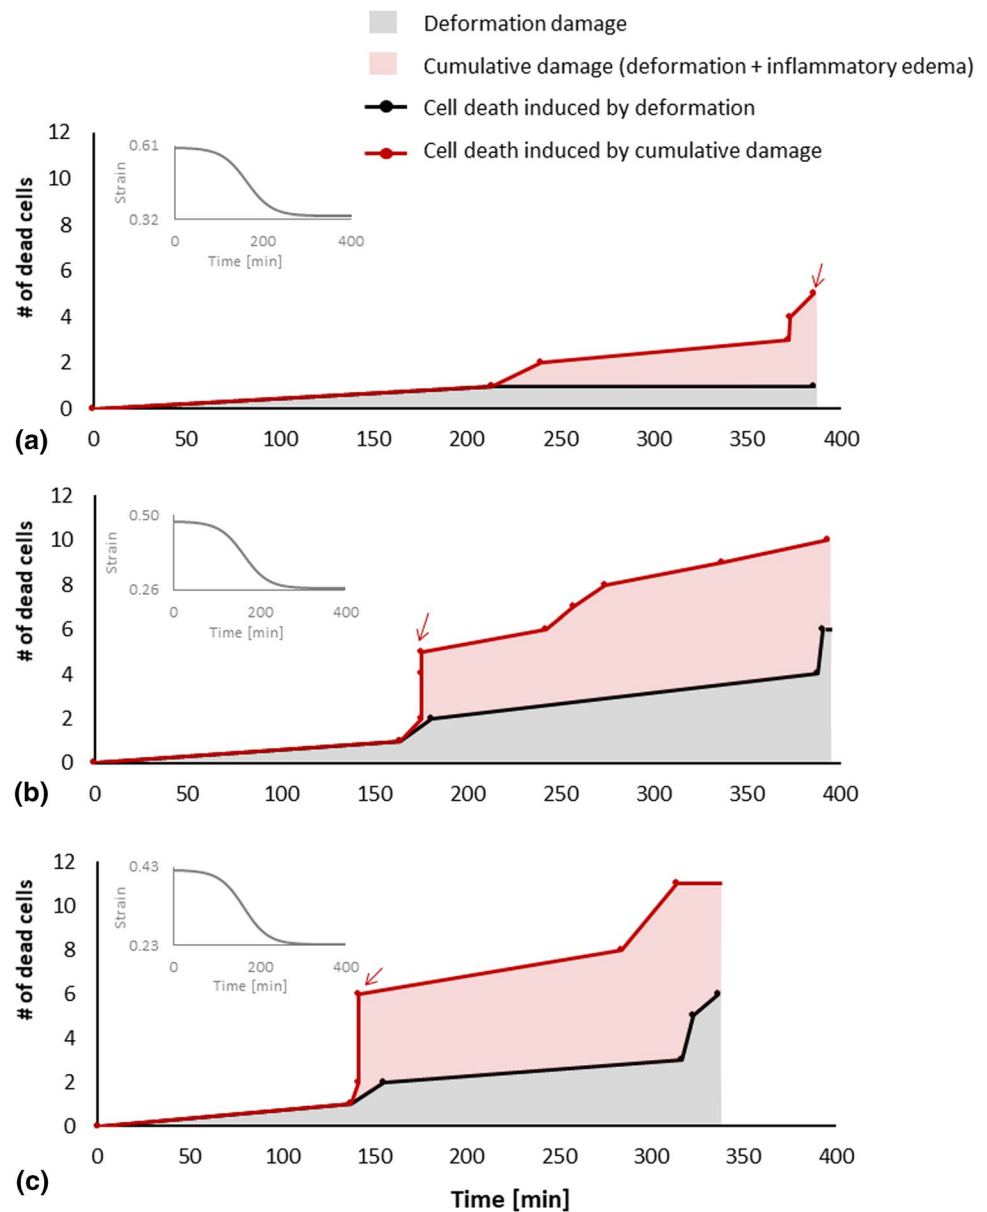 Deformation damage
Cumulative damage (deformation + inflammatory edema)
Cell death induced by deformation
Cell death induced by cumulative damage
12
10
8
6
4
2
0
# of dead cells
0.61
0.32
Strain
0 200 400
Time [min]
(a)
0 50 100 150 200 250 300 350 400
12
10
8
6
4
2
0
# of dead cells
0.50
0.26
Strain
0 200 400
Time [min]
(b)
0 50 100 150 200 250 300 350 400
12
10
8
6
4
2
0
# of dead cells
0.43
0.23
Strain
0 200 400
Time [min]
(c)
0 50 100 150 200 250 300 350 400
Time [min]